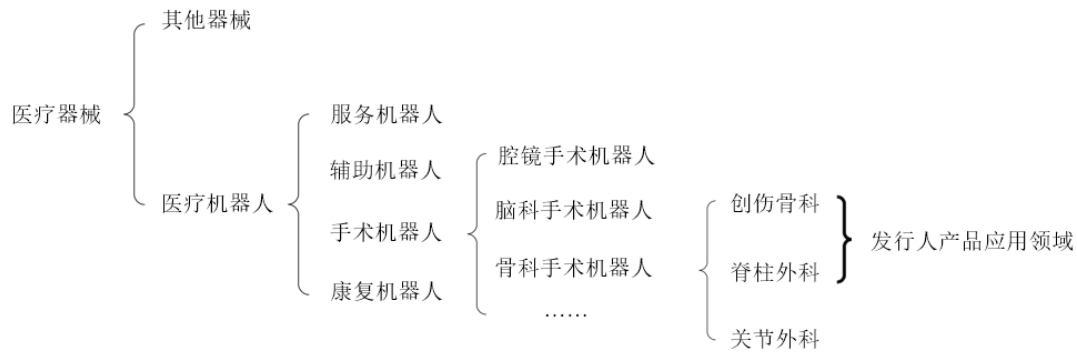 其他器械
医疗器械
服务机器人
辅助机器人
腔镜手术机器人
医疗机器人
创伤骨科
脑科手术机器人
手术机器人
发行人产品应用领域
骨科手术机器人
脊柱外科
康复机器人
……
关节外科